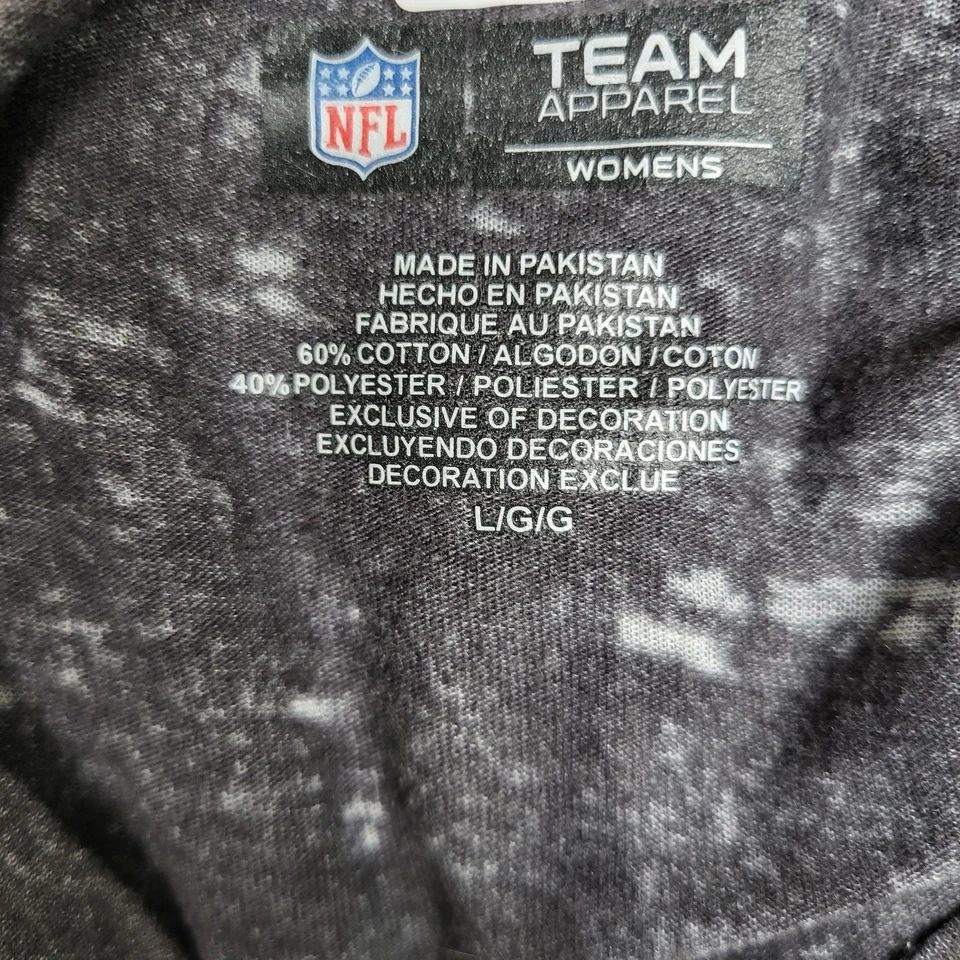 NFL
TEAM
APPAREL
WOMENS
MADE IN PAKISTAN
HECHO EN PAKISTAN
FABRIQUE AU PAKISTAN
60% COTTON / ALGODON / COTON
40% POLYESTER / POLIESTER / POLYESTER
EXCLUSIVE OF DECORATION
EXCLUYENDO DECORACIONES
DECORATION EXCLUE
L/G/G